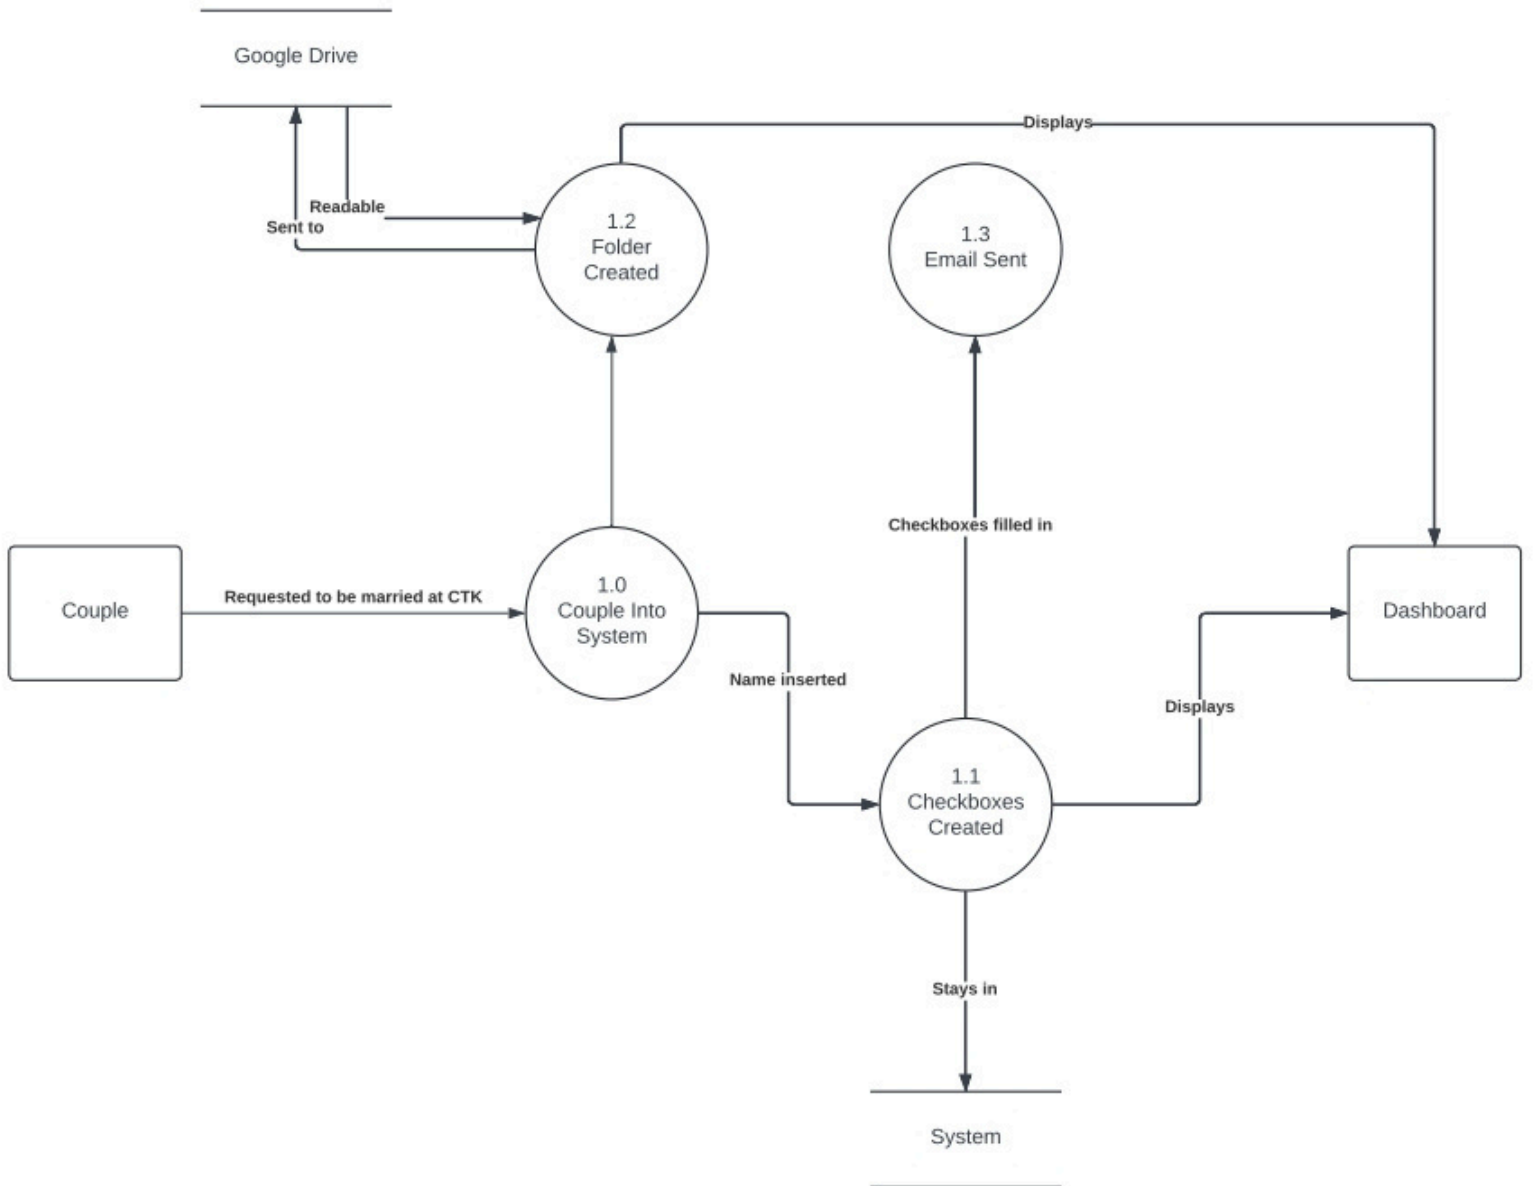 Google Drive
Displays
Readable
Sent to
1.2
Folder
Created
1.3
Email Sent
Checkboxes filled in
Couple
Requested to be married at CTK
1.0
Couple Into
System
Dashboard
Name inserted
Displays
1.1
Checkboxes
Created
Stays in
System